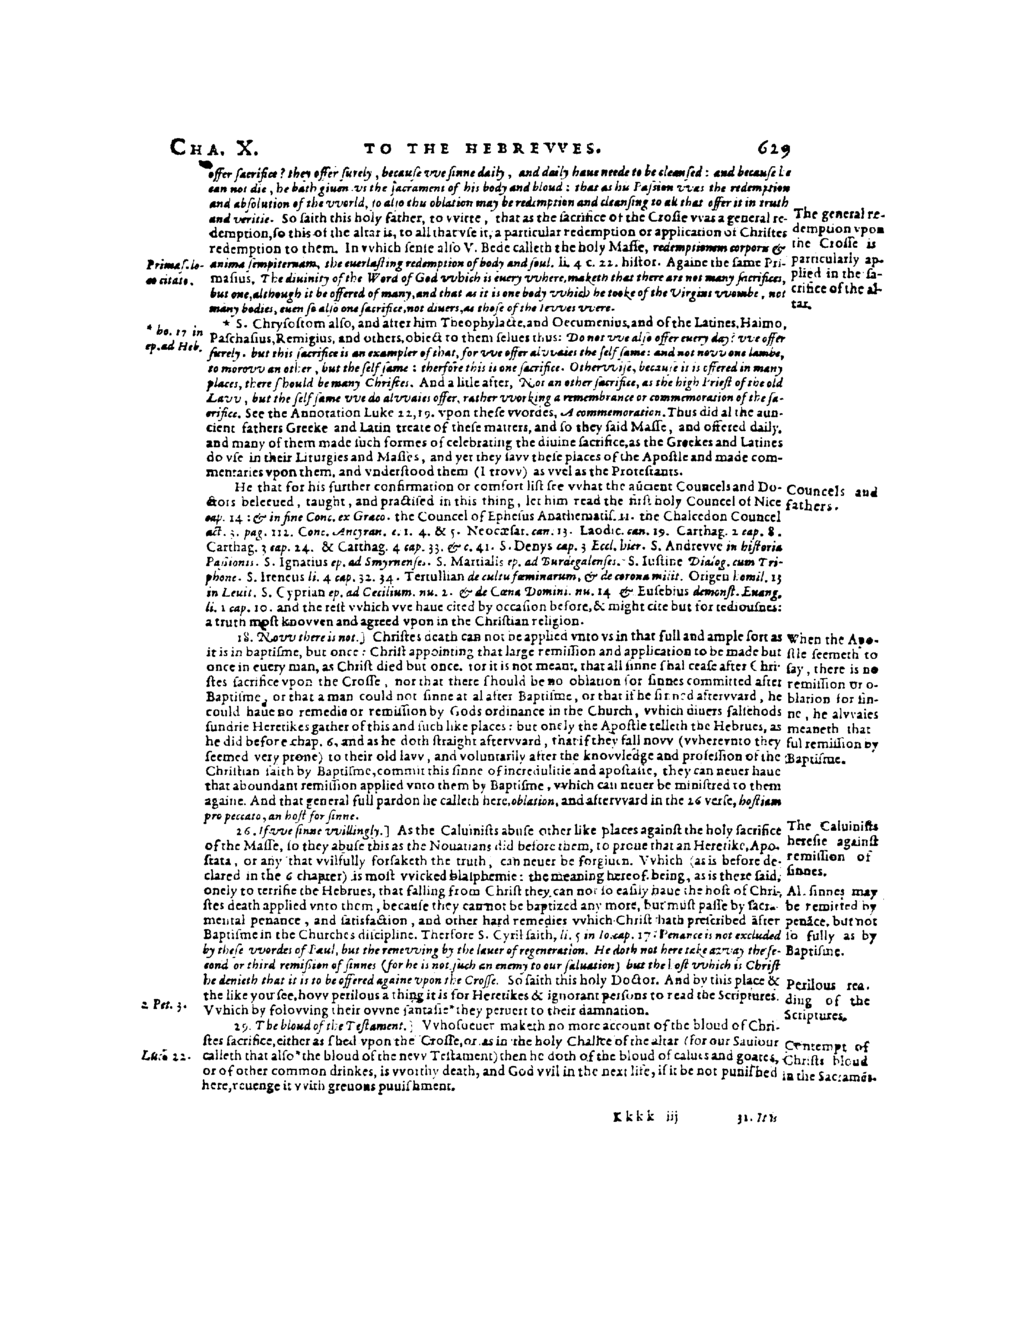 CHA. X. TO THE HEBREVVES. 629
offer sacrifice? they offer surely, because vve sinne daily, and daily haue neede to be cleansed: and because he
can not die, he hath giuen vs the sacrament of his body and bloud: that as his Passion vvas the redemption
and absolution of the vvorld, so also this oblation may be redemption and cleansing to al that offer it in truth
and veritie. So saith this holy father, to vvitte, that as the sacrifice of the Crosse vvas a general re-
demption, so this of the altar is, to all that vse it, a particular redemption or application of Christes
redemption to them. In vvhich sense also V. Bede calleth the holy Masse, redemptionem corporis &
animæ sempiternam, the euerlasting redemption of body and soul. li. 4 c. 22. histor. Againe the same Pri-
masius, The diuinity of the Word of God vvhich is euery vvhere, maketh that there are not many sacrifices,
but one, although it be offered of many, and that as it is one body vvhich he tooke of the Virgins vvombe, not
many bodies, euen so also one sacrifice, not diuers, as those of the Ievves vvere.
The general re-
demption vpon
the Crosse is
particularly ap-
plied in the sa-
crifice of the al-
tar.
Primas. lo-
co citato.
* S. Chrysostom also, and after him Theophylacte, and Oecumenius, and of the Latines, Haimo,
Paschasius, Remigius, and others, obiect to them selues thus: Do not vve also offer euery day? vve offer
surely. but this sacrifice is an exampler of that, for vve offer alvvaies the self same: and not novv one lambe,
to morovv an other, but the self same: therfore this is one sacrifice. Othervvise, because it is offered in many
places, there should be many Christes. And a litle after, Not an other sacrifice, as the high Priest of the old
Lavv, but the self same vve do alvvaies offer, rather vvorking a remembrance or commemoration of the sa-
crifice. See the Annotation Luke 22,19. vpon these vvordes, A commemoration. Thus did al the aun-
cient fathers Greeke and Latin treate of these matters, and so they said Masse, and offered daily,
and many of them made such formes of celebrating the diuine sacrifice, as the Greekes and Latines
do vse in their Liturgies and Masses, and yet they savv these places of the Apostle and made com-
mentaries vpon them, and vnderstood them (I trovv) as vvel as the Protestants.
* ho. 17 in
ep. ad Heb.
He that for his further confirmation or comfort list see vvhat the aūcient Councels and Do-
ctors beleeued, taught, and practised in this thing, let him read the first holy Councel of Nice
cap. 14: & in fine Conc. ex Græco. the Councel of Ephesus Anathematis. 11. the Chalcedon Councel
act. 3. pag. 112. Conc. Ancyran. c. 1. 4. & 5. Neocæsar. can. 13. Laodic. can. 19. Carthag. 2 cap. 8.
Carthag. 3 cap. 24. & Carthag. 4 cap. 33. & c. 41. S. Denys cap. 3 Eccl. hier. S. Andrevve in historia
Passionis. S. Ignatius ep. ad Smyrnenses. S. Martialis ep. ad Burdegalenses. S. Iustine Dialog. cum Tri-
phone. S. Ireneus li. 4 cap. 32. 34. Tertullian de cultu fœminarum, & de corona milit. Origen homil. 13
in Leuit. S. Cyprian ep. ad Cecilium. nu. 2. & de Cœna Domini. nu. 14 & Eusebius demonst. Euang.
li. 1 cap. 10. and the rest vvhich vve haue cited by occasion before, & might cite but for tediousnes:
a truth most knovven and agreed vpon in the Christian religion.
Councels and
fathers.
18. Novv there is not.] Christes death can not be applied vnto vs in that full and ample sort as
it is in baptisme, but once: Christ appointing that large remission and application to be made but
once in euery man, as Christ died but once. for it is not meant, that all sinne shal cease after Chri-
stes sacrifice vpon the Crosse, nor that there should be no oblation for sinnes committed after
Baptisme, or that a man could not sinne at al after Baptisme, or that if he sinned aftervvard, he
could haue no remedie or remission by Gods ordinance in the Church, vvhich diuers falsehods
sundrie Heretikes gather of this and such like places: but onely the Apostle telleth the Hebrues, as
he did before chap. 6, and as he doth straight aftervvard, that if they fall novv (vvherevnto they
seemed very prone) to their old lavv, and voluntarily after the knovvledge and profession of the
Christian faith by Baptisme, commit this sinne of incredulitie and apostasie, they can neuer haue
that aboundant remission applied vnto them by Baptisme, vvhich can neuer be ministred to them
againe. And that general full pardon he calleth here, oblation, and aftervvard in the 26 verse, hostiam
pro peccato, an host for sinne.
When the Apo-
stle seemeth to
say, there is no
remission or o-
blation for sin-
ne, he alvvaies
meaneth that
ful remission by
Baptisme.
26. If vve sinne vvillingly.] As the Caluinists abuse other like places against the holy sacrifice
of the Masse, so they abuse this as the Nouatians did before them, to proue that an Heretike, Apo-
stata, or any that vvilfully forsaketh the truth, can neuer be forgiuen. Vvhich (as is before de-
clared in the 6 chapter) is most vvicked blasphemie: the meaning hereof, being, as is there said,
onely to terrifie the Hebrues, that falling from Christ they can not so easily haue the host of Chri-
stes death applied vnto them, because they can not be baptized any more, but must passe by sacra-
mental penance, and satisfaction, and other hard remedies vvhich Christ hath prescribed after
Baptisme in the Churches discipline. Therfore S. Cyril saith, li. 5 in Io. cap. 17: Penance is not excluded
by these vvordes of Paul, but the renevving by the lauer of regeneration. He doth not here take avvay the se-
cond or third remission of sinnes (for he is not such an enemy to our saluation) but the host vvhich is Christ
he denieth that it is to be offered againe vpon the Crosse. So saith this holy Doctor. And by this place &
the like you see, hovv perilous a thing it is for Heretikes & ignorant persons to read the Scriptures.
Vvhich by folovving their ovvne fantasie * they peruert to their damnation.
The Caluinists
heresie against
remission of
sinnes.
Al. sinnes may
be remitted by
penāce, but not
so fully as by
Baptisme.
Perilous rea-
ding of the
Scriptures.
2. Pet. 3.
29. The bloud of the Testament.] Vvhosoeuer maketh no more account of the bloud of Chri-
stes sacrifice, either as shed vpon the Crosse, or as in the holy Chalice of the altar (for our Sauiour
calleth that also * the bloud of the nevv Testament) then he doth of the bloud of calues and goates,
or of other common drinkes, is vvorthy death, and God vvil in the next life, if it be not punished
here, reuenge it vvith greuous punishment.
Contempt of
Christs bloud
in the Sacramēt.
Luke 22.
Kkkk iij 31. It is